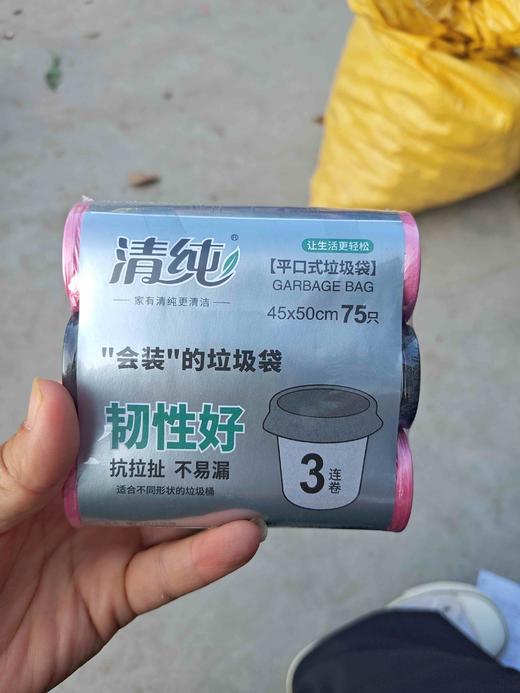 清纯®
家有清纯更清洁
让生活更轻松
【平口式垃圾袋】
GARBAGE BAG
45x50cm 75只
"会装"的垃圾袋
韧性好
抗拉扯 不易漏
适合不同形状的垃圾桶
3连卷